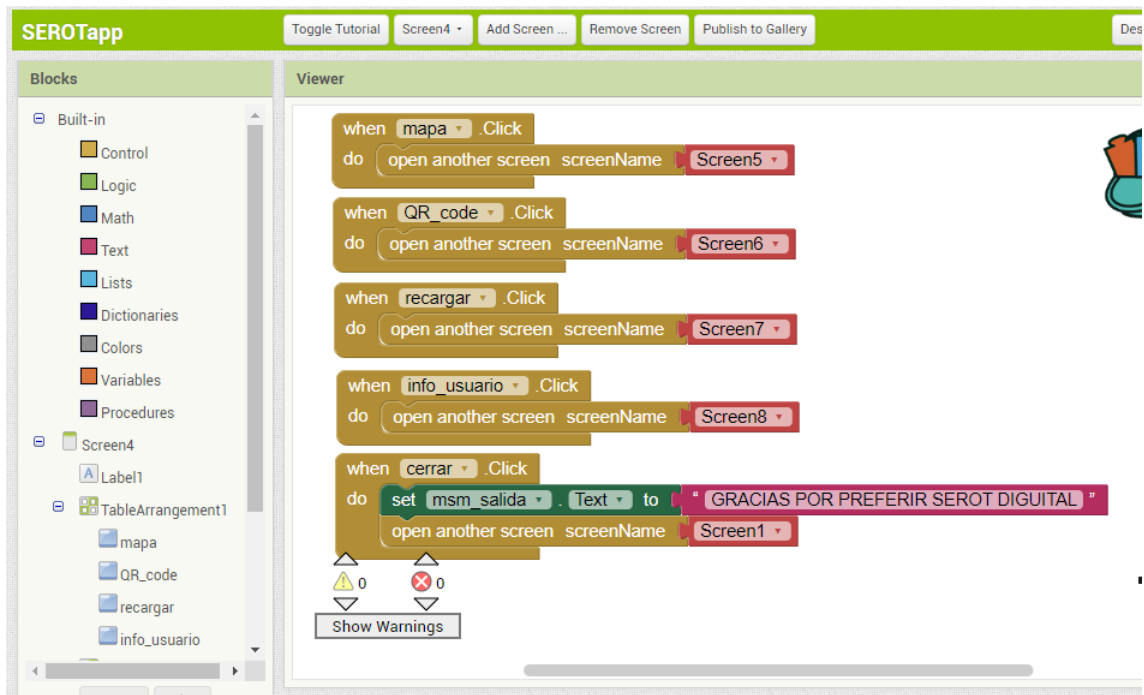 SEROTapp
Toggle Tutorial
Screen4
Add Screen ...
Remove Screen
Publish to Gallery
Blocks
Built-in
Control
Logic
Math
Text
Lists
Dictionaries
Colors
Variables
Procedures
Screen4
A Label1
TableArrangement1
mapa
QR_code
recargar
info_usuario
Viewer
when mapa .Click
do open another screen screenName Screen5
when QR_code .Click
do open another screen screenName Screen6
when recargar .Click
do open another screen screenName Screen7
when info_usuario .Click
do open another screen screenName Screen8
when cerrar .Click
do set msm_salida . Text to “ GRACIAS POR PREFERIR SEROT DIGUITAL ”
open another screen screenName Screen1
0 0
Show Warnings